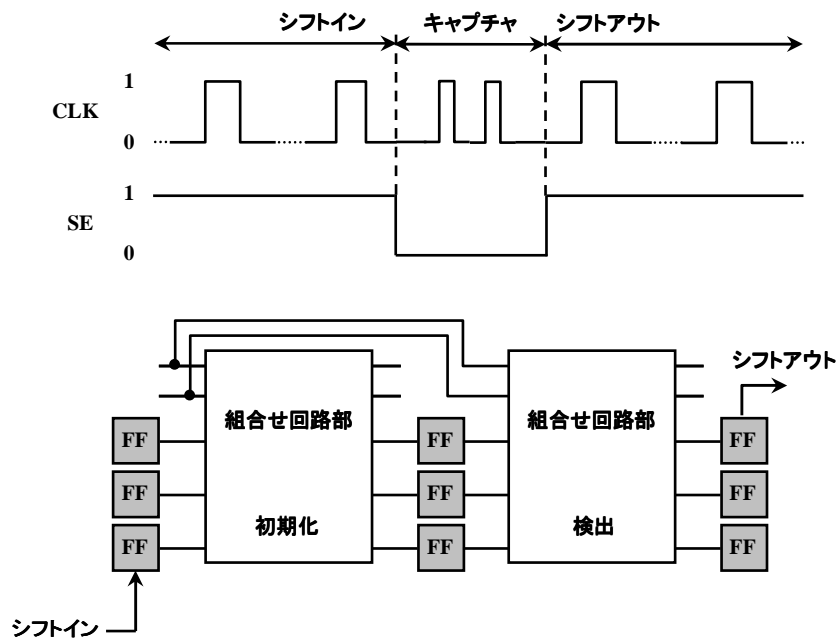 シフトイン キャプチャ シフトアウト
1
CLK
0
1
SE
0
シフトアウト
組合せ回路部 組合せ回路部
FF FF FF
FF FF FF
初期化 検出
FF FF FF
シフトイン